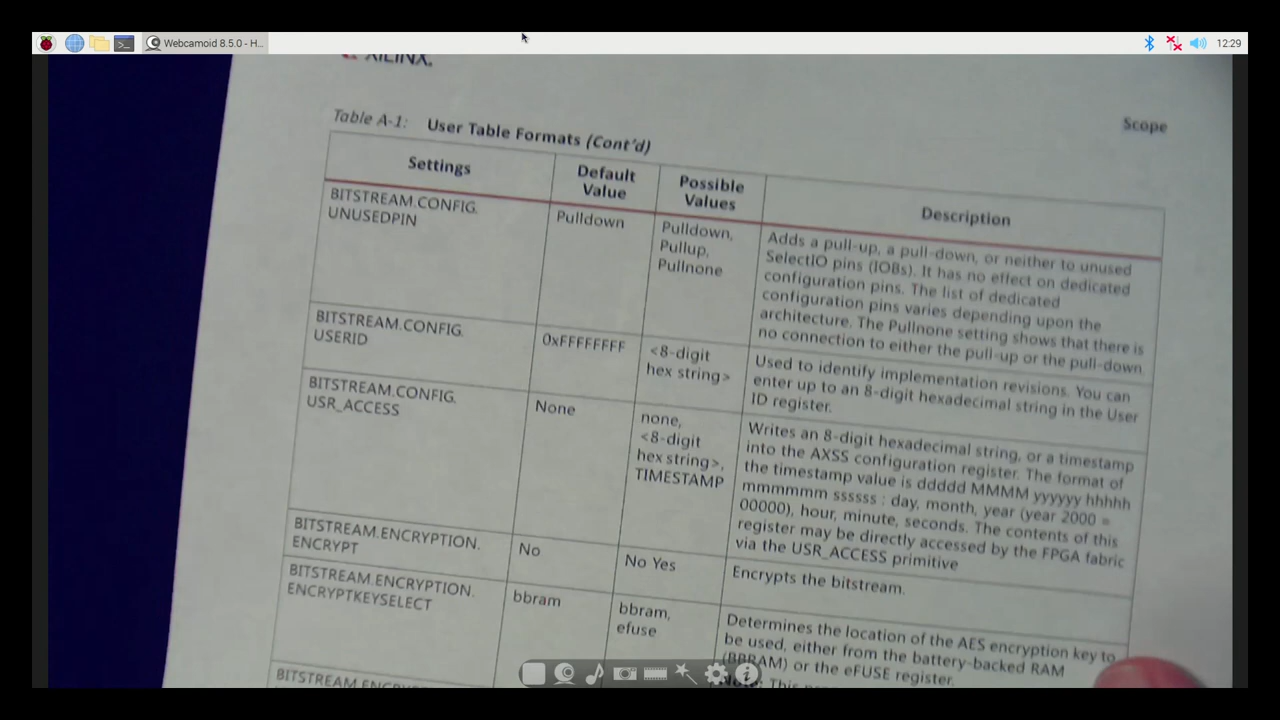 Webcamoid 8.5.0 - H...
12:29
XILINX.
Scope
Table A-1: User Table Formats (Cont'd)
Settings
Default
Value
Possible
Values
Description
BITSTREAM.CONFIG.
UNUSEDPIN
Pulldown
Pulldown,
Pullup,
Pullnone
Adds a pull-up, a pull-down, or neither to unused
SelectIO pins (IOBs). It has no effect on dedicated
configuration pins. The list of dedicated
configuration pins varies depending upon the
architecture. The Pullnone setting shows that there is
no connection to either the pull-up or the pull-down.
BITSTREAM.CONFIG.
USERID
0xFFFFFFFF
<8-digit
hex string>
Used to identify implementation revisions. You can
enter up to an 8-digit hexadecimal string in the User
ID register.
BITSTREAM.CONFIG.
USR_ACCESS
None
none,
<8-digit
hex string>,
TIMESTAMP
Writes an 8-digit hexadecimal string, or a timestamp
into the AXSS configuration register. The format of
the timestamp value is ddddd MMMM yyyyyy hhhhh
mmmmmm ssssss : day, month, year (year 2000 =
00000), hour, minute, seconds. The contents of this
register may be directly accessed by the FPGA fabric
via the USR_ACCESS primitive
BITSTREAM.ENCRYPTION.
ENCRYPT
No
No Yes
Encrypts the bitstream.
BITSTREAM.ENCRYPTION.
ENCRYPTKEYSELECT
bbram
bbram,
efuse
Determines the location of the AES encryption key to
be used, either from the battery-backed RAM
(BBRAM) or the eFUSE register.
Note: This